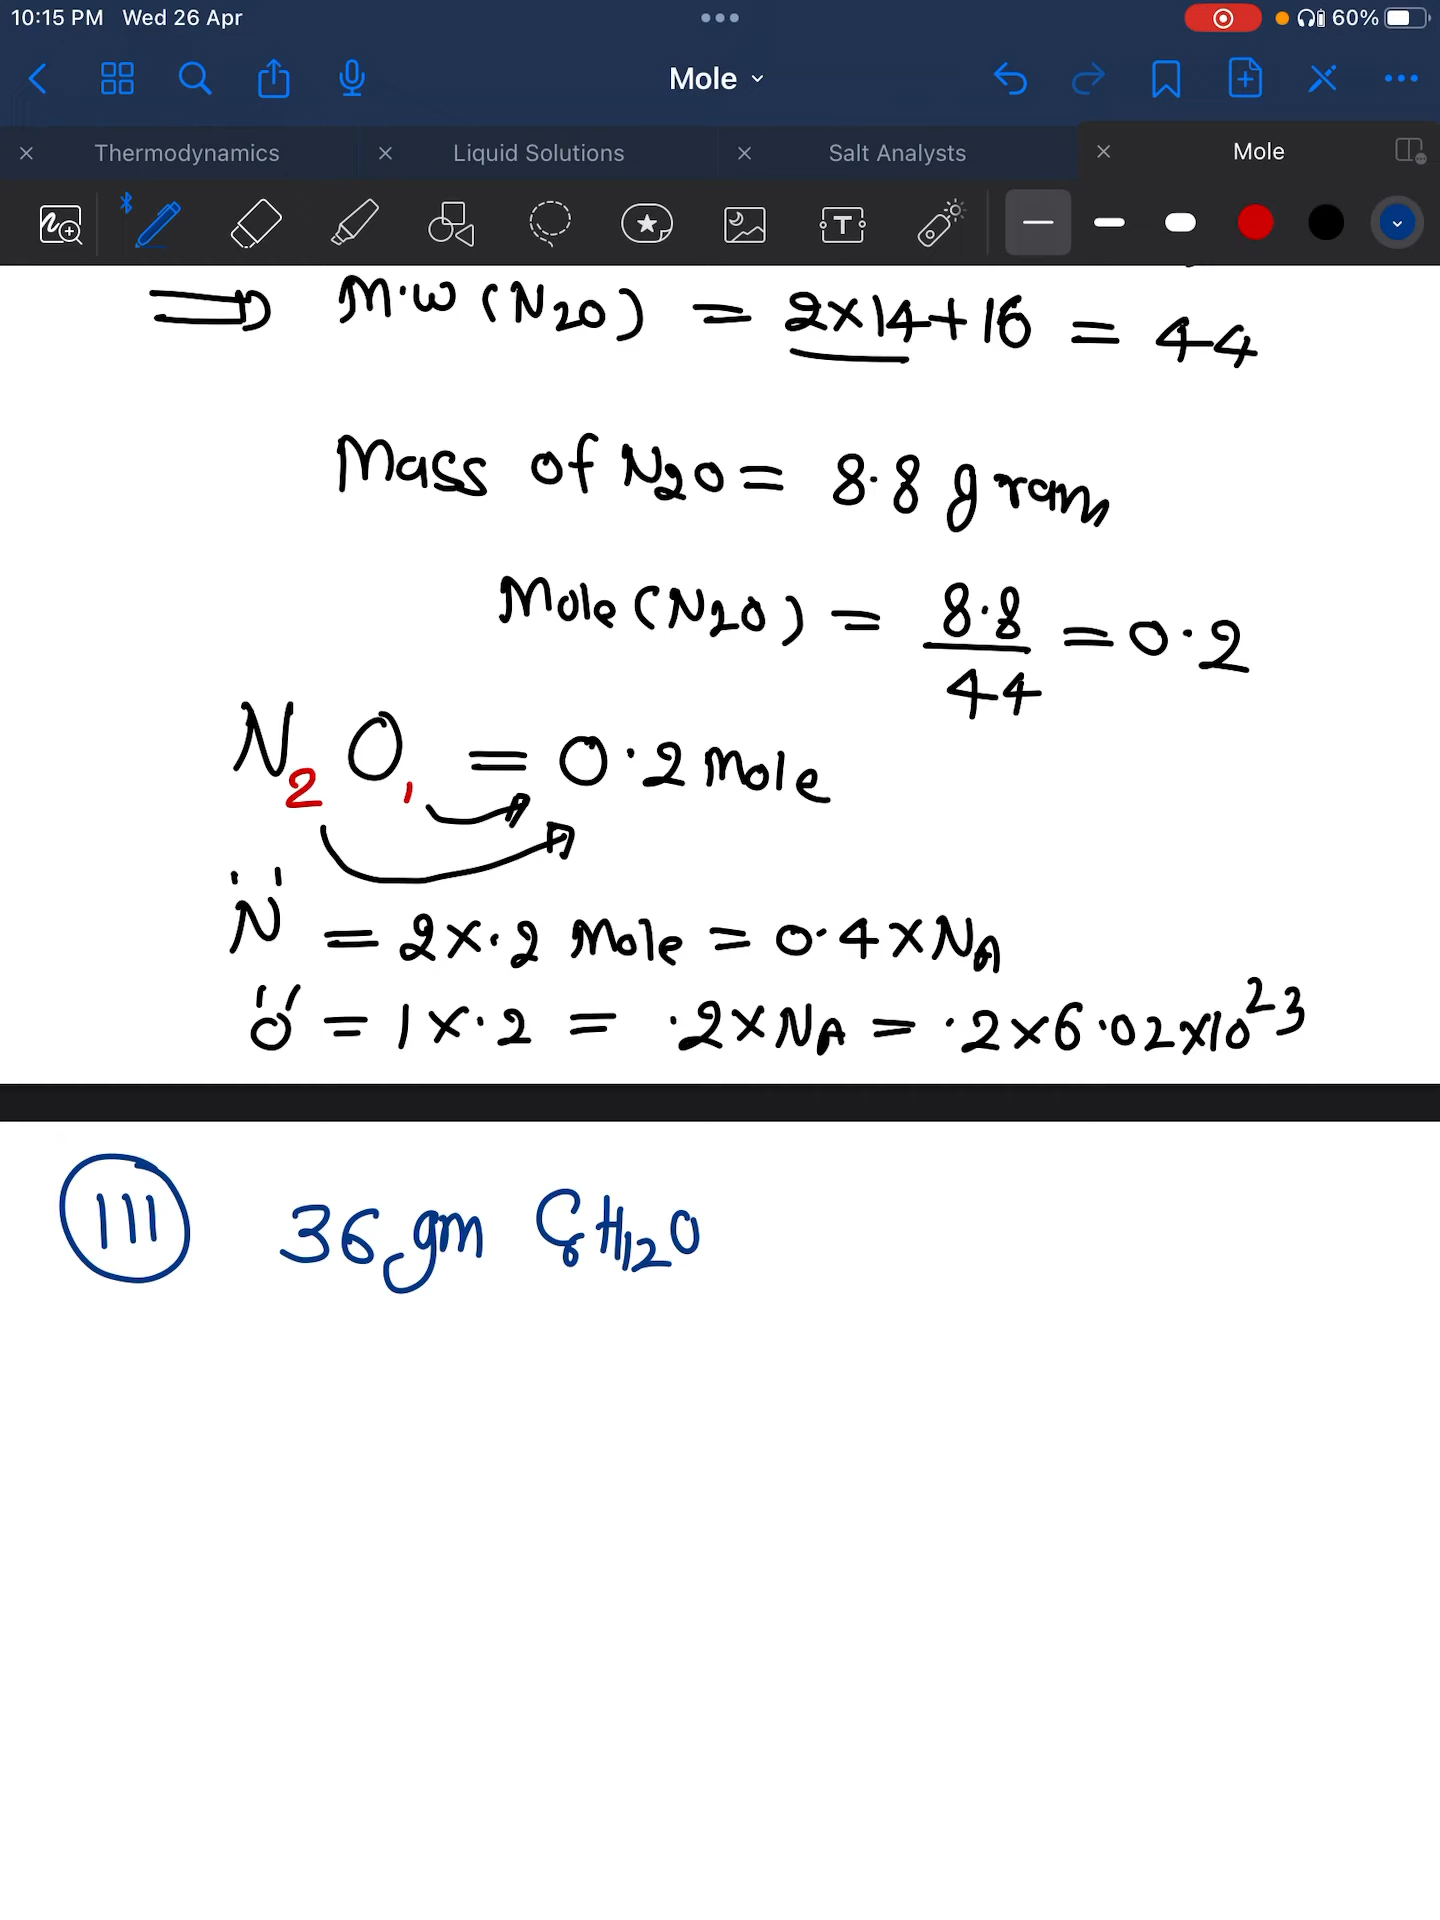 10:15 PM Wed 26 Apr 60%
Mole
Thermodynamics Liquid Solutions Salt Analysts Mole
T
⇒ M·W (N2O) = 2×14+16 = 44
Mass of N2O = 8.8 gram
Mole (N2O) = 8.8/44 = 0.2
N2O1 = 0.2 Mole
"N" = 2×.2 Mole = 0.4×NA
"O" = 1×.2 = .2×NA = .2×6.02×10^23
III 36 gm C6H12O